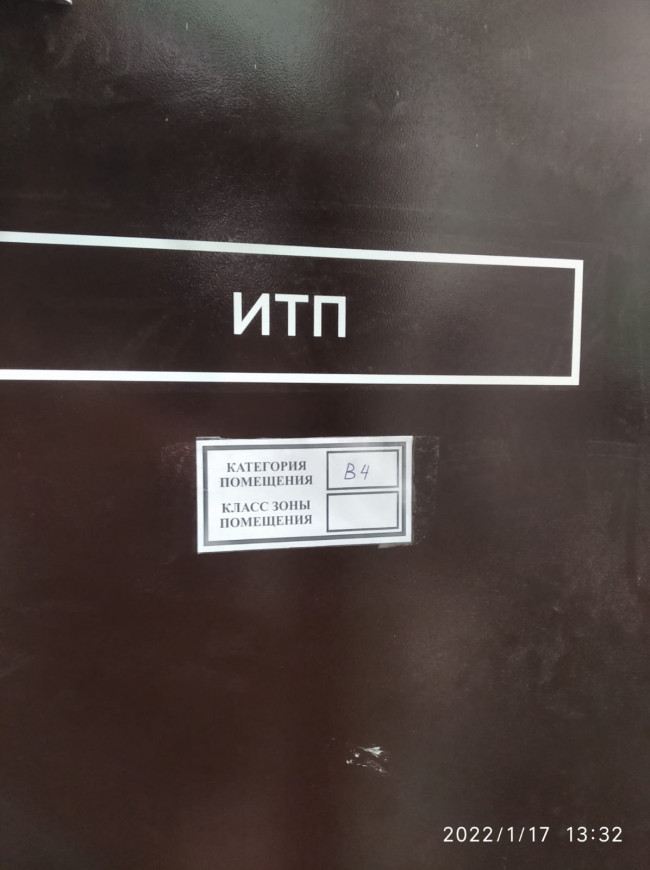 ИТП
КАТЕГОРИЯ
ПОМЕЩЕНИЯ
В4
КЛАСС ЗОНЫ
ПОМЕЩЕНИЯ
2022/1/17 13:32